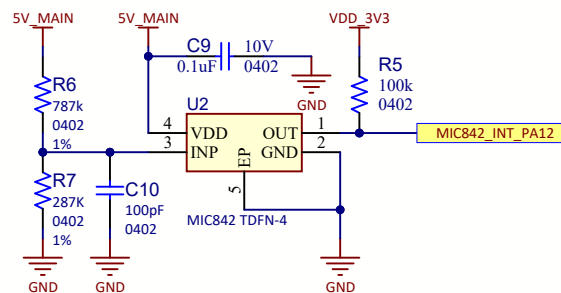 5V_MAIN
5V_MAIN
VDD_3V3
C9
10V
0.1uF
0402
GND
R5
100k
0402
R6
787k
0402
1%
U2
4
VDD
OUT
1
3
INP
GND
2
EP
5
MIC842_INT_PA12
R7
287K
0402
1%
C10
100pF
0402
MIC842 TDFN-4
GND
GND
GND